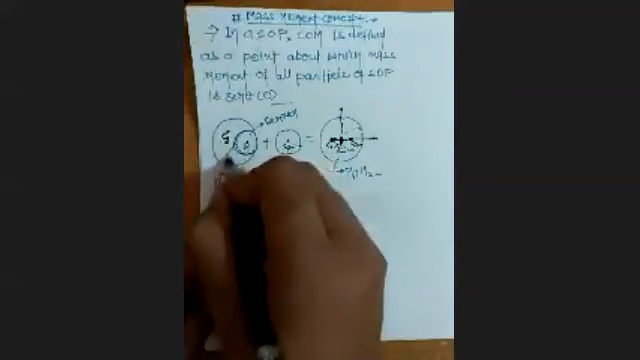 # Mass Moment concept :-
→ In a SOP, COM is defined
as a point about which mass
moment of all particle of SOP
is zero (0)
+ =